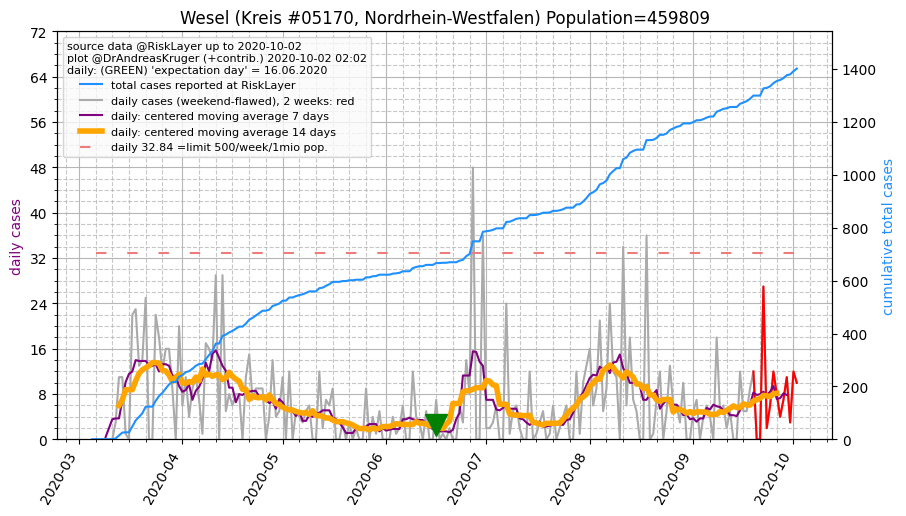 Wesel (Kreis #05170, Nordrhein-Westfalen) Population=459809
source data @RiskLayer up to 2020-10-02
plot @DrAndreasKruger (+contrib.) 2020-10-02 02:02
daily: (GREEN) 'expectation day' = 16.06.2020
total cases reported at RiskLayer
daily cases (weekend-flawed), 2 weeks: red
daily: centered moving average 7 days
daily: centered moving average 14 days
daily 32.84 =limit 500/week/1mio pop.
daily cases
72
64
56
48
40
32
24
16
8
0
1400
1200
1000
800
600
400
200
0
cumulative total cases
2020-03
2020-04
2020-05
2020-06
2020-07
2020-08
2020-09
2020-10